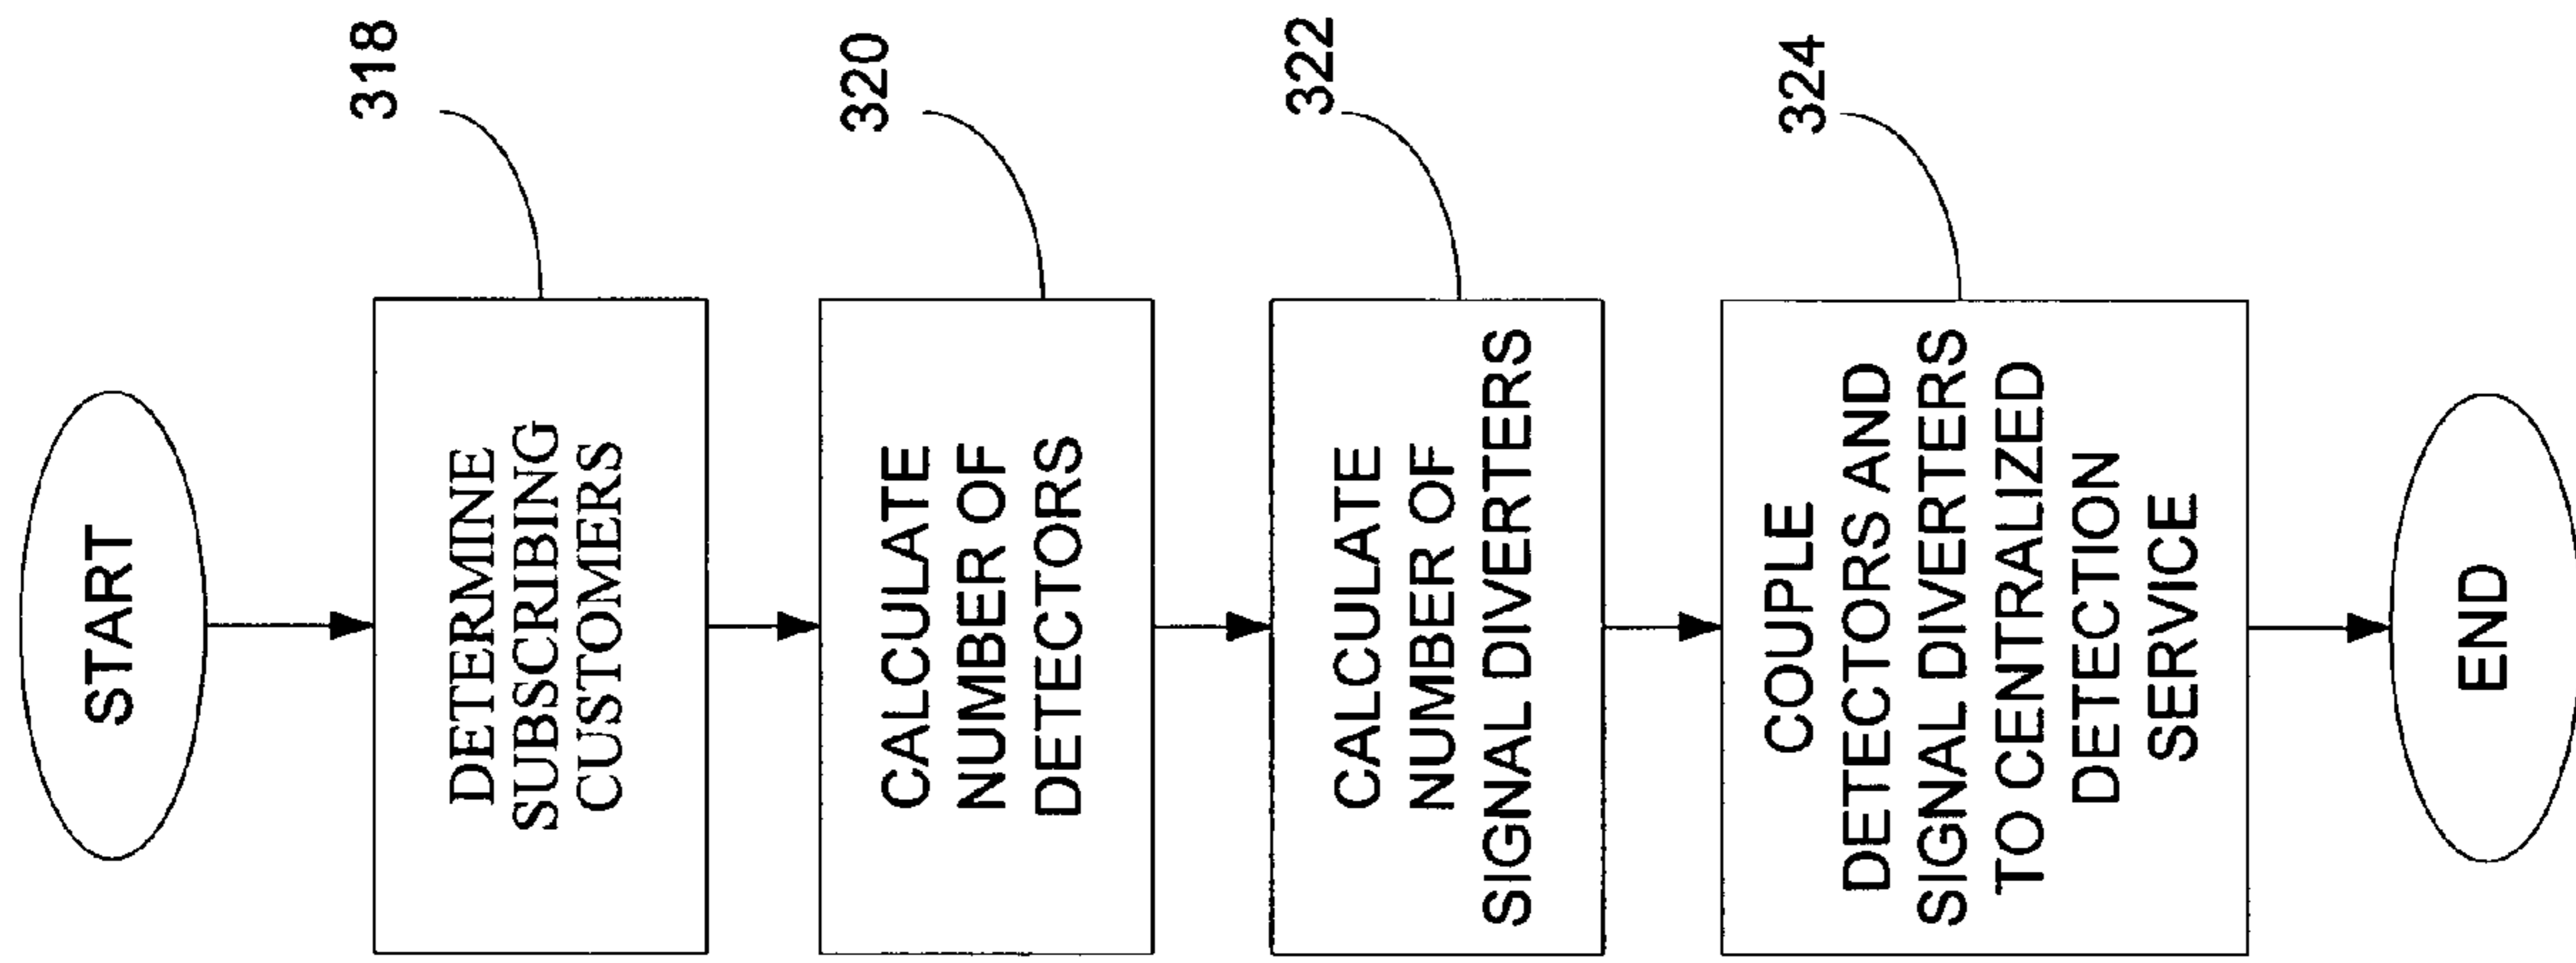 START
318
DETERMINE
SUBSCRIBING
CUSTOMERS
320
CALCULATE
NUMBER OF
DETECTORS
322
CALCULATE
NUMBER OF
SIGNAL DIVERTERS
324
COUPLE
DETECTORS AND
SIGNAL DIVERTERS
TO CENTRALIZED
DETECTION
SERVICE
END